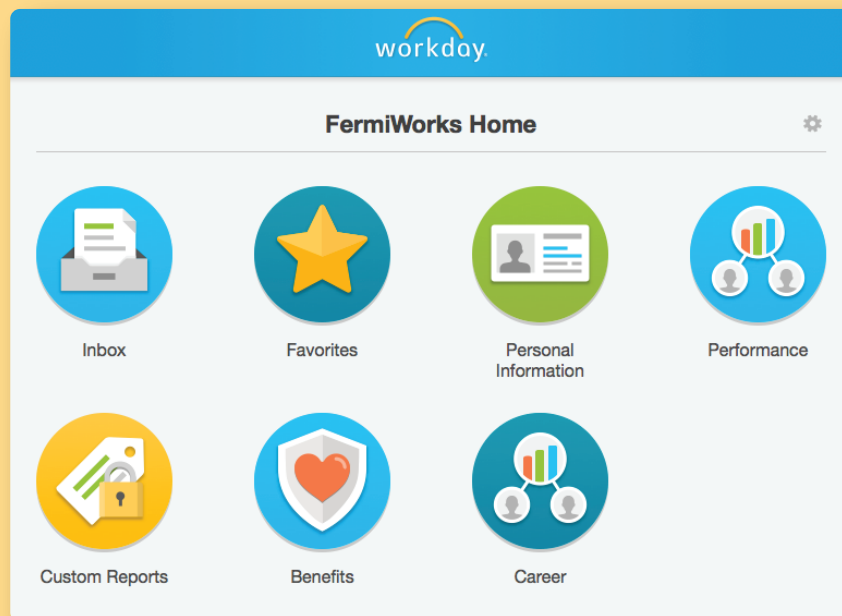 workday.
FermiWorks Home
Inbox
Favorites
Personal
Information
Performance
Custom Reports
Benefits
Career